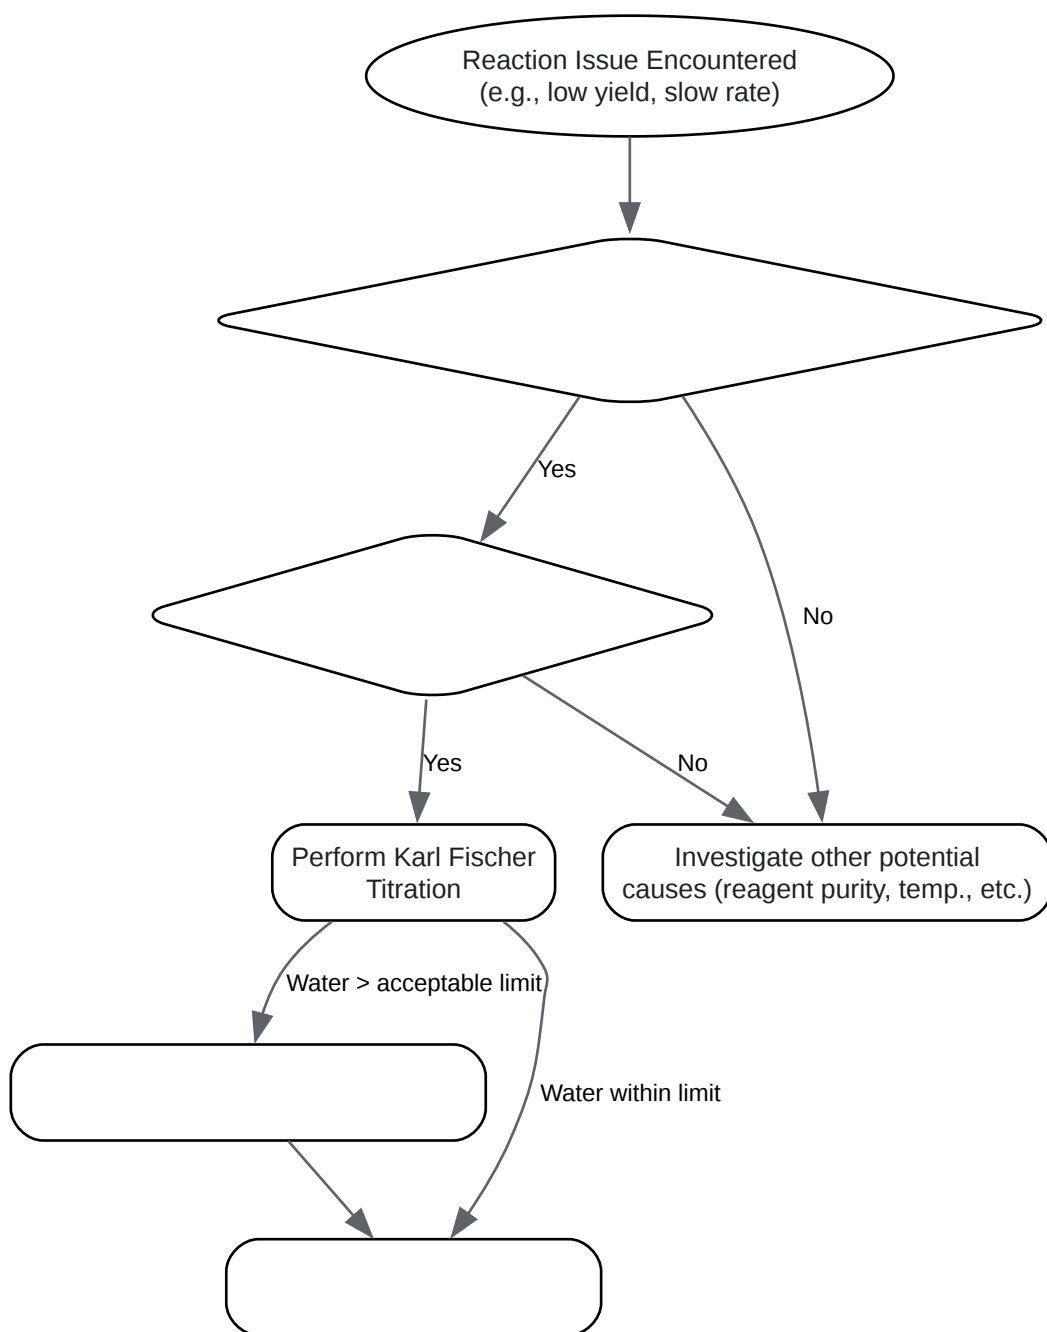 Reaction Issue Encountered
(e.g., low yield, slow rate)
Yes
No
Yes
No
Perform Karl Fischer
Titration
Investigate other potential
causes (reagent purity, temp., etc.)
Water > acceptable limit
Water within limit